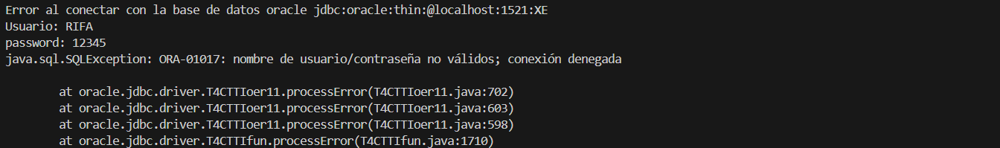 Error al conectar con la base de datos oracle jdbc:oracle:thin:@localhost:1521:XE
Usuario: RIFA
password: 12345
java.sql.SQLException: ORA-01017: nombre de usuario/contraseña no válidos; conexión denegada
at oracle.jdbc.driver.T4CTTIoer11.processError(T4CTTIoer11.java:702)
at oracle.jdbc.driver.T4CTTIoer11.processError(T4CTTIoer11.java:603)
at oracle.jdbc.driver.T4CTTIoer11.processError(T4CTTIoer11.java:598)
at oracle.jdbc.driver.T4CTTIfun.processError(T4CTTIfun.java:1710)